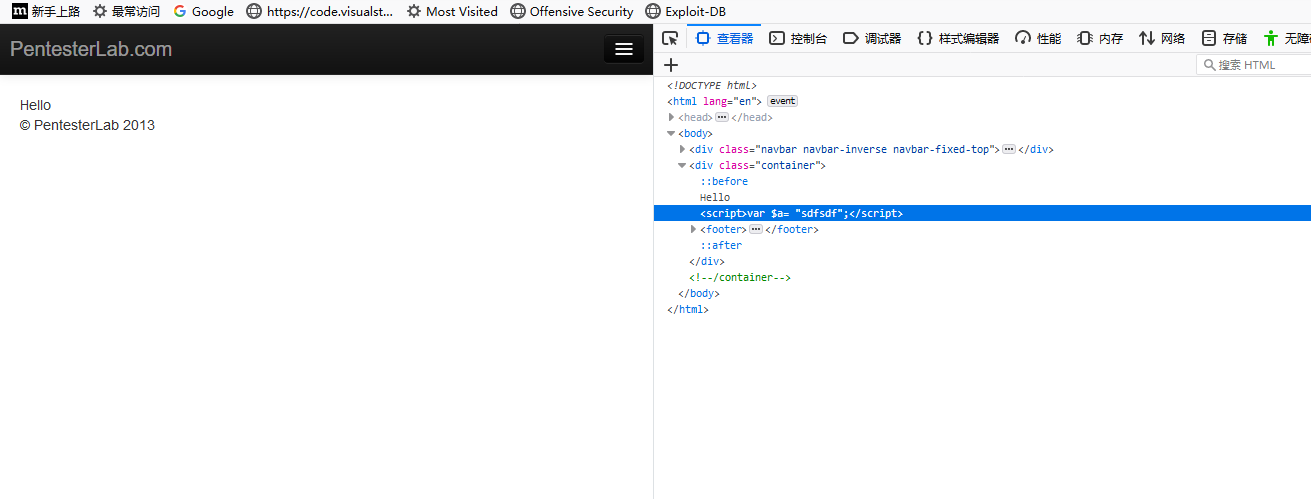 新手上路 最常访问 Google https://code.visualst... Most Visited Offensive Security Exploit-DB
PentesterLab.com
Hello
© PentesterLab 2013
查看器 控制台 调试器 {} 样式编辑器 性能 内存 网络 存储 无障
+ 搜索 HTML
<!DOCTYPE html>
<html lang="en"> event
<head>···</head>
<body>
<div class="navbar navbar-inverse navbar-fixed-top">···</div>
<div class="container">
::before
Hello
<script>var $a= "sdfsdf";</script>
<footer>···</footer>
::after
</div>
<!--/container-->
</body>
</html>